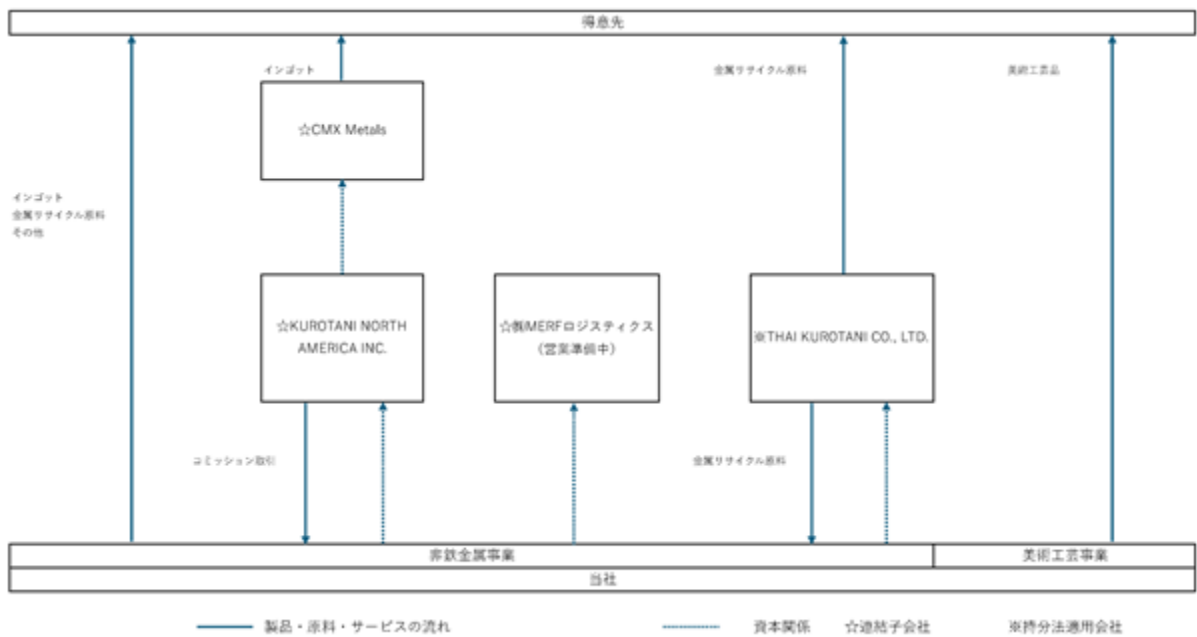 得意先
インゴット
金属リサイクル原料
美術工芸品
☆CMX Metals
インゴット
金属リサイクル原料
その他
☆KUROTANI NORTH
AMERICA INC.
☆㈱MERFロジスティクス
（営業準備中）
※THAI KUROTANI CO., LTD.
コミッション取引
金属リサイクル原料
非鉄金属事業
美術工芸事業
当社
製品・原料・サービスの流れ
資本関係
☆連結子会社
※持分法適用会社